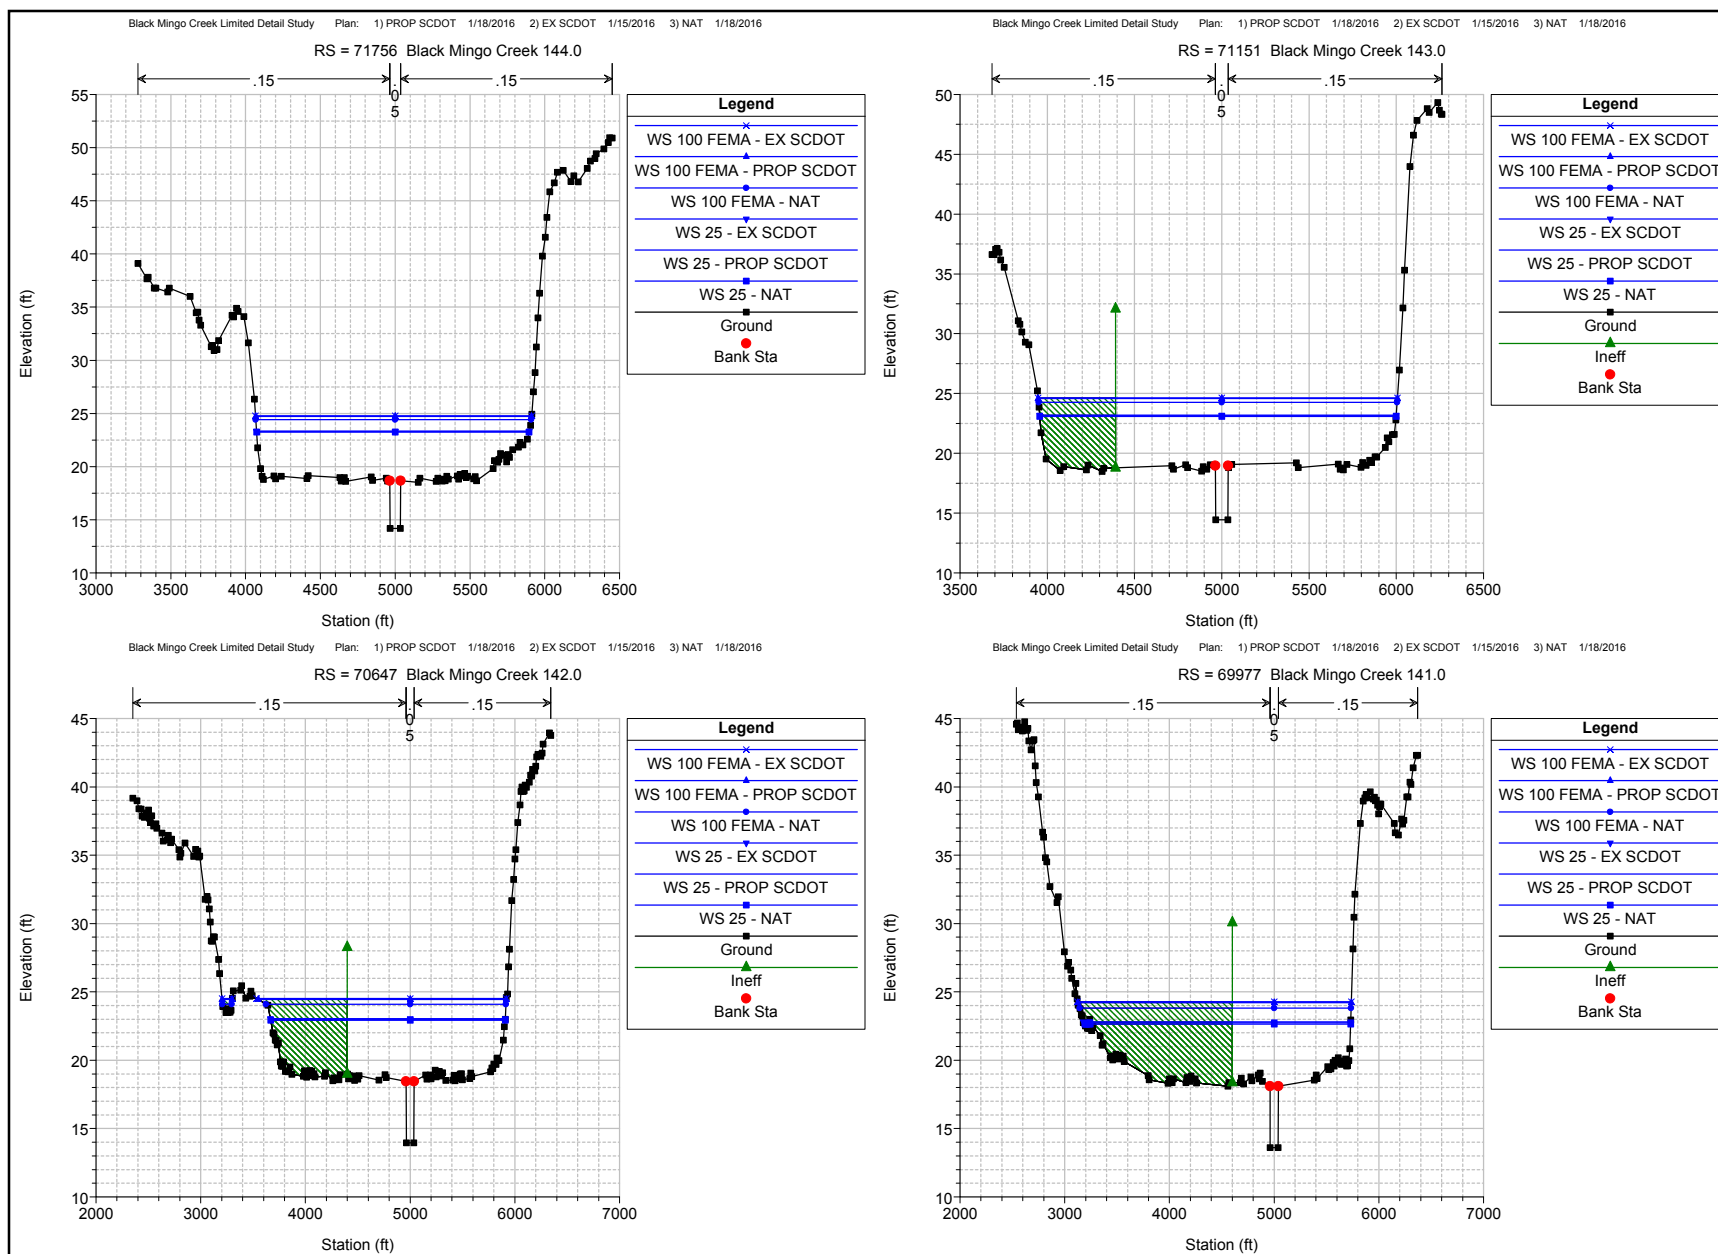 Black Mingo Creek Limited Detail Study Plan: 1) PROP SCDOT 1/18/2016 2) EX SCDOT 1/15/2016 3) NAT 1/18/2016
RS = 71756 Black Mingo Creek 144.0
.15
.05
.15
55
50
45
40
35
30
25
20
15
10
Elevation (ft)
3000 3500 4000 4500 5000 5500 6000 6500
Station (ft)
Legend
WS 100 FEMA - EX SCDOT
WS 100 FEMA - PROP SCDOT
WS 100 FEMA - NAT
WS 25 - EX SCDOT
WS 25 - PROP SCDOT
WS 25 - NAT
Ground
Bank Sta
Black Mingo Creek Limited Detail Study Plan: 1) PROP SCDOT 1/18/2016 2) EX SCDOT 1/15/2016 3) NAT 1/18/2016
RS = 71151 Black Mingo Creek 143.0
.15
.05
.15
50
45
40
35
30
25
20
15
10
Elevation (ft)
3500 4000 4500 5000 5500 6000 6500 7000
Station (ft)
Legend
WS 100 FEMA - EX SCDOT
WS 100 FEMA - PROP SCDOT
WS 100 FEMA - NAT
WS 25 - EX SCDOT
WS 25 - PROP SCDOT
WS 25 - NAT
Ground
Ineff
Bank Sta
Black Mingo Creek Limited Detail Study Plan: 1) PROP SCDOT 1/18/2016 2) EX SCDOT 1/15/2016 3) NAT 1/18/2016
RS = 70647 Black Mingo Creek 142.0
.15
.05
.15
45
40
35
30
25
20
15
10
Elevation (ft)
2000 3000 4000 5000 6000 7000
Station (ft)
Legend
WS 100 FEMA - EX SCDOT
WS 100 FEMA - PROP SCDOT
WS 100 FEMA - NAT
WS 25 - EX SCDOT
WS 25 - PROP SCDOT
WS 25 - NAT
Ground
Ineff
Bank Sta
Black Mingo Creek Limited Detail Study Plan: 1) PROP SCDOT 1/18/2016 2) EX SCDOT 1/15/2016 3) NAT 1/18/2016
RS = 69977 Black Mingo Creek 141.0
.15
.05
.15
45
40
35
30
25
20
15
10
Elevation (ft)
2000 3000 4000 5000 6000 7000
Station (ft)
Legend
WS 100 FEMA - EX SCDOT
WS 100 FEMA - PROP SCDOT
WS 100 FEMA - NAT
WS 25 - EX SCDOT
WS 25 - PROP SCDOT
WS 25 - NAT
Ground
Ineff
Bank Sta